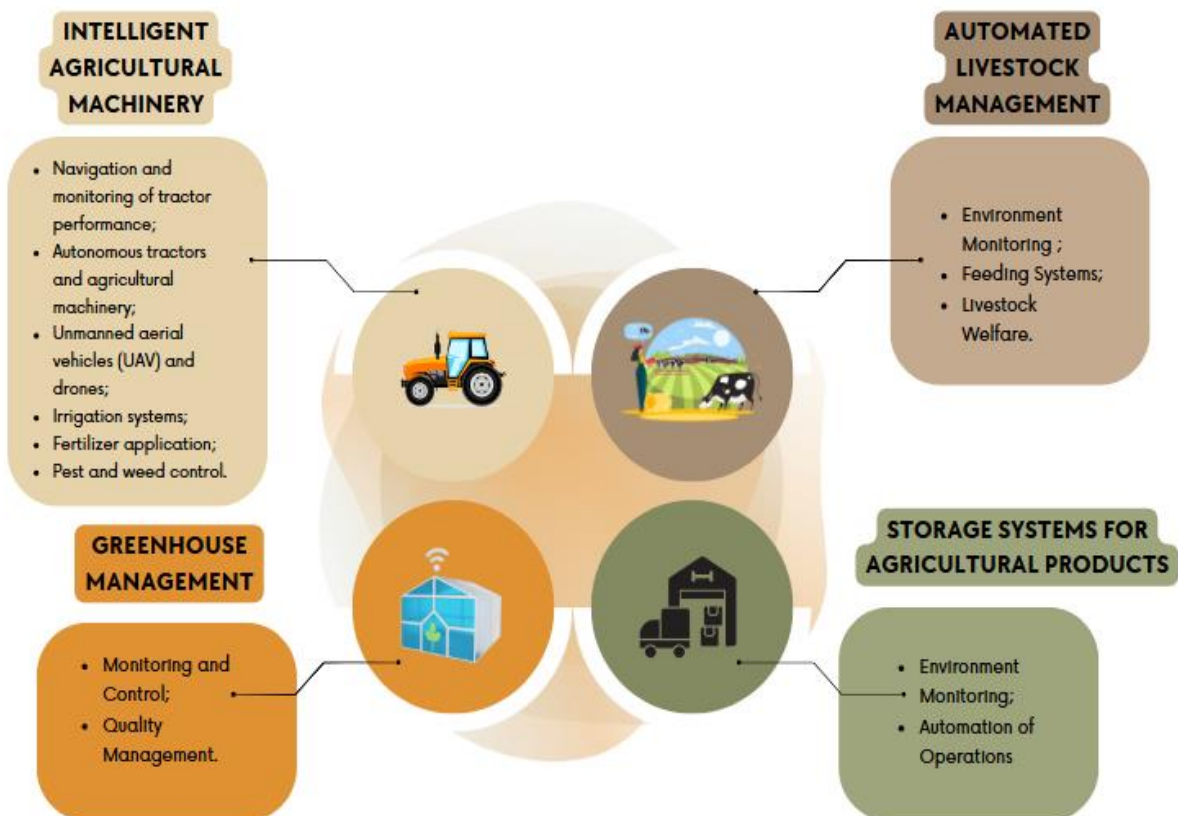 INTELLIGENT
AGRICULTURAL
MACHINERY
• Navigation and
monitoring of tractor
performance;
• Autonomous tractors
and agricultural
machinery;
• Unmanned aerial
vehicles (UAV) and
drones;
• Irrigation systems;
• Fertilizer application;
• Pest and weed control.
AUTOMATED
LIVESTOCK
MANAGEMENT
• Environment
Monitoring ;
• Feeding Systems;
• Livestock
Welfare.
GREENHOUSE
MANAGEMENT
• Monitoring and
Control;
• Quality
Management.
STORAGE SYSTEMS FOR
AGRICULTURAL PRODUCTS
• Environment
Monitoring;
• Automation of
Operations